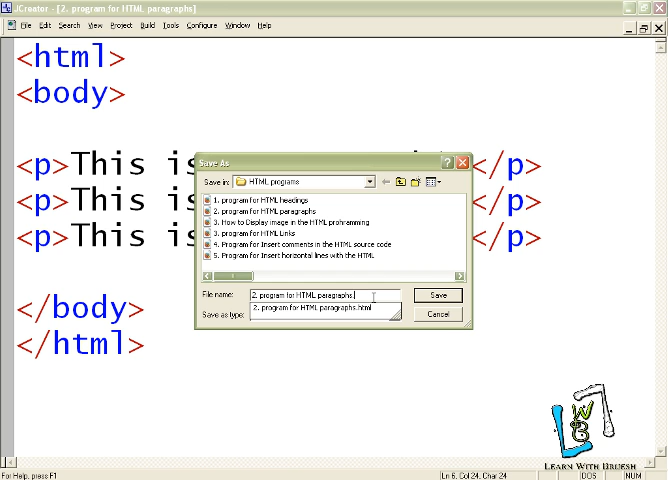 JCreator - [2. program for HTML paragraphs]
File Edit Search View Project Build Tools Configure Window Help
<html>
<body>
Save As
<p>This is </p>
Save in: HTML programs
<p>This is </p>
1. program for HTML headings
2. program for HTML paragraphs
3. How to Display image in the HTML prohramming
<p>This is </p>
3. program for HTML Links
4. Program for Insert comments in the HTML source code
5. Program for Insert horizontal lines with the HTML
File name: 2. program for HTML paragraphs. Save
</body>
2. program for HTML paragraphs.html
Save as type: Cancel
</html>
LEARN WITH BRIJESH
For Help, press F1 Ln 6, Col 24, Char 24 DOS NUM